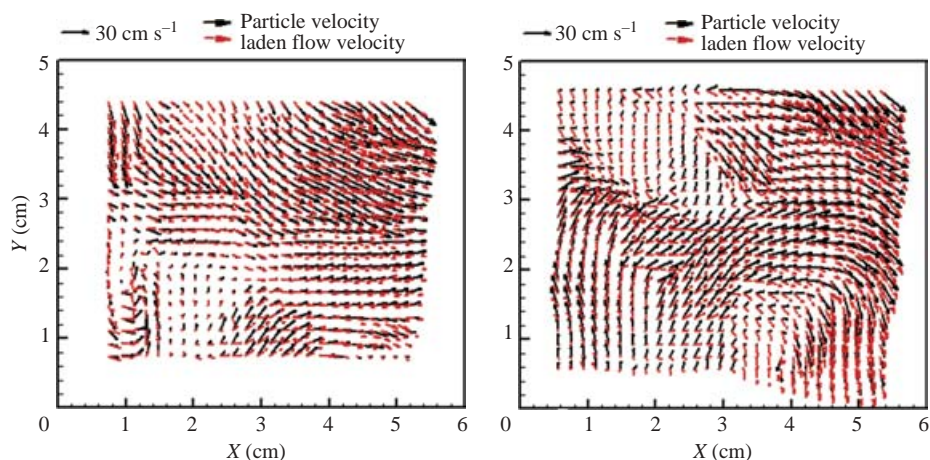 30 cm s⁻¹
Particle velocity
laden flow velocity
30 cm s⁻¹
Particle velocity
laden flow velocity
5
4
3
2
1
0
Y (cm)
1 2 3 4 5 6
X (cm)
5
4
3
2
1
0
1 2 3 4 5 6
X (cm)